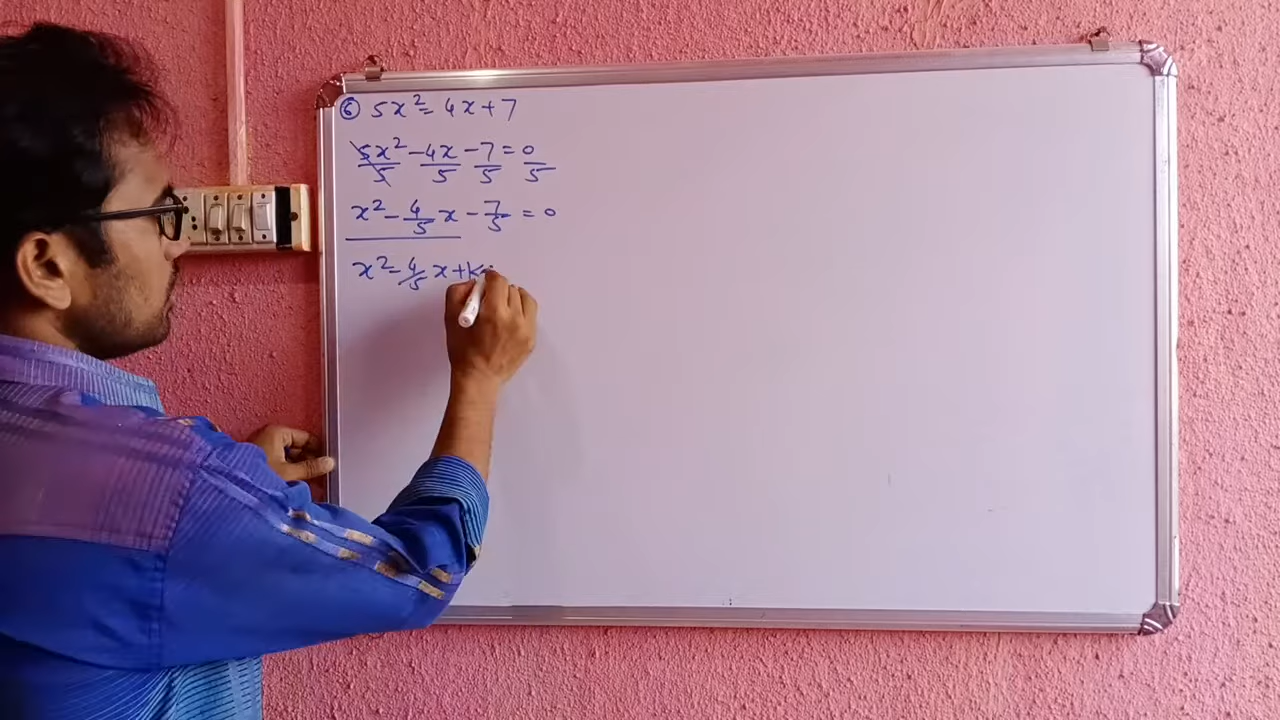 ⑥ 5x² = 4x + 7
5x²/5 - 4x/5 - 7/5 = 0/5
x² - 4/5 x - 7/5 = 0
x² - 4/5 x + k